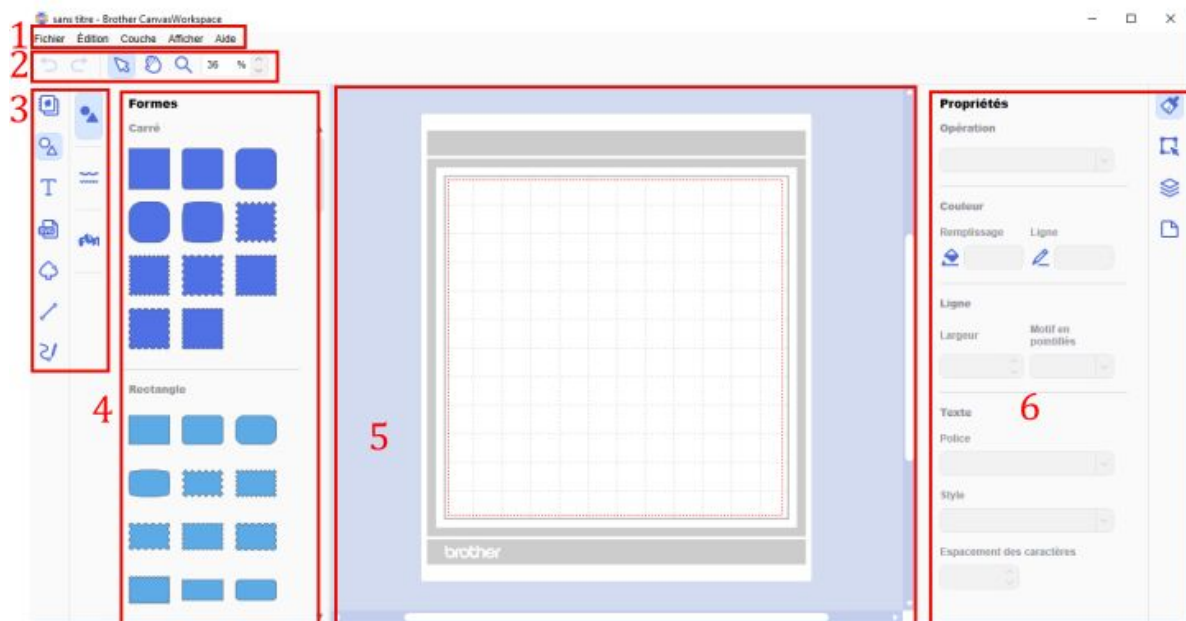 sans titre - Brother CanvasWorkspace
1 Fichier Édition Couche Afficher Aide
2 36 %
3 Formes
Carré
Rectangle
4
5
brother
Propriétés
Opération
Couleur
Remplissage Ligne
Ligne
Largeur Motif en pointillés
6
Texte
Police
Style
Espacement des caractères